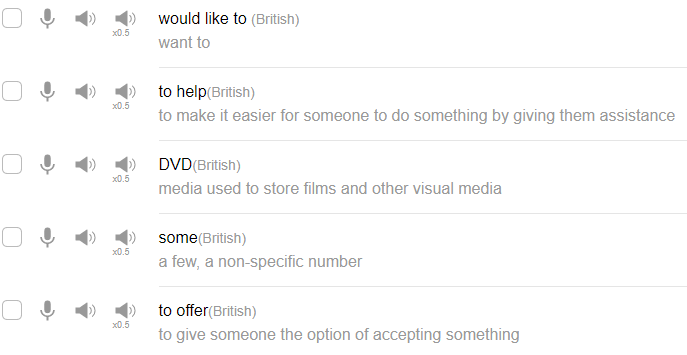 would like to (British)
x0.5
want to
to help(British)
x0.5
to make it easier for someone to do something by giving them assistance
DVD(British)
x0.5
media used to store films and other visual media
some(British)
x0.5
a few, a non-specific number
to offer(British)
x0.5
to give someone the option of accepting something